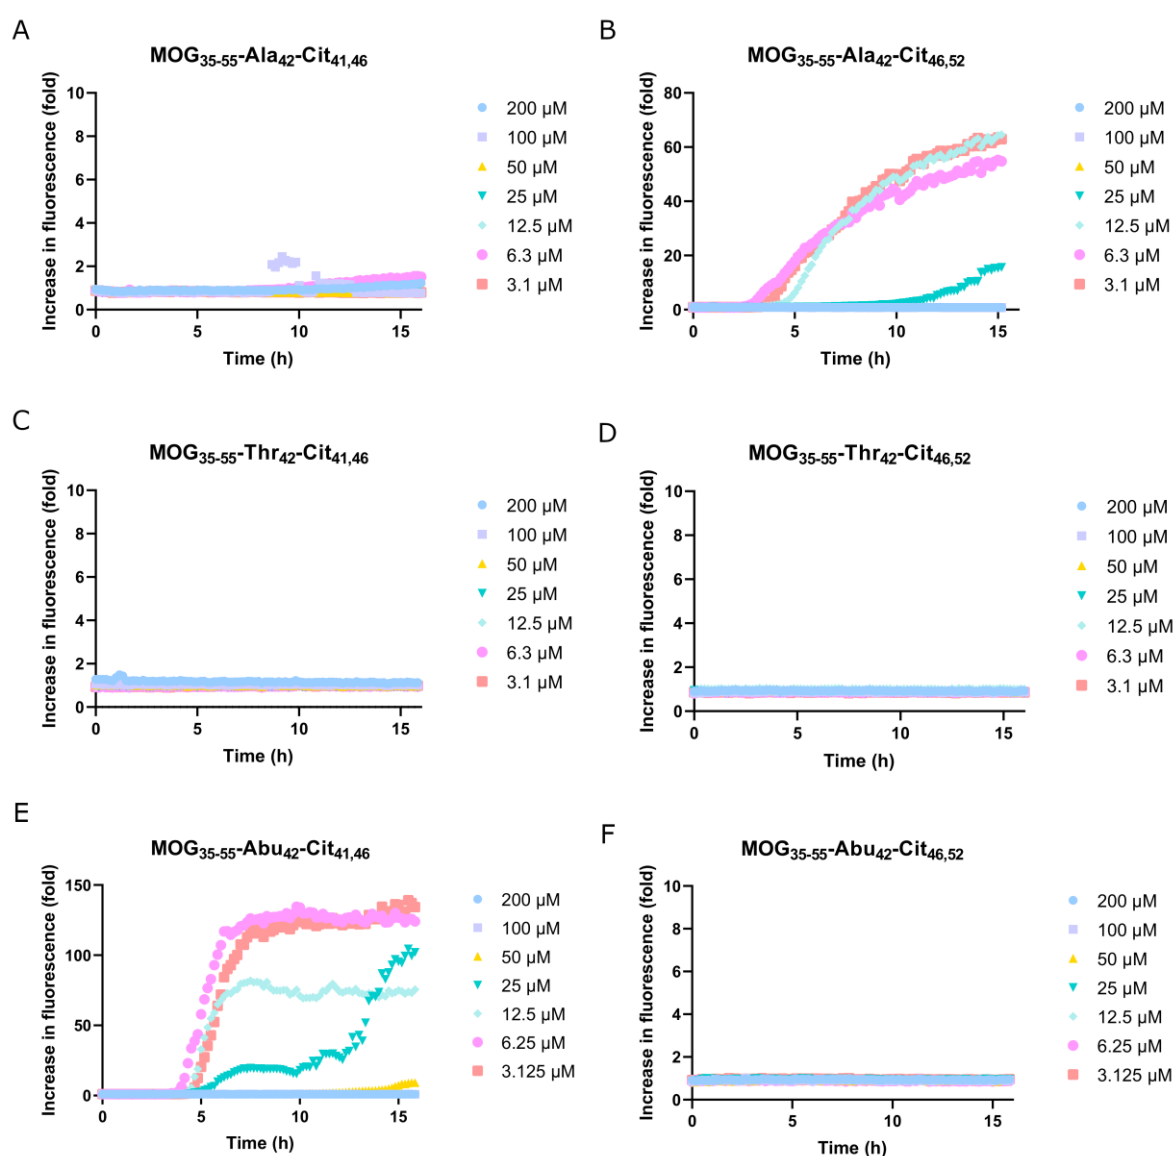 A
MOG35-55-Ala42-Cit41,46
Increase in fluorescence (fold)
10
8
6
4
2
0
0 5 10 15
Time (h)
200 µM
100 µM
50 µM
25 µM
12.5 µM
6.3 µM
3.1 µM
B
MOG35-55-Ala42-Cit46,52
Increase in fluorescence (fold)
80
60
40
20
0
0 5 10 15
Time (h)
200 µM
100 µM
50 µM
25 µM
12.5 µM
6.3 µM
3.1 µM
C
MOG35-55-Thr42-Cit41,46
Increase in fluorescence (fold)
10
8
6
4
2
0
0 5 10 15
Time (h)
200 µM
100 µM
50 µM
25 µM
12.5 µM
6.3 µM
3.1 µM
D
MOG35-55-Thr42-Cit46,52
Increase in fluorescence (fold)
10
8
6
4
2
0
0 5 10 15
Time (h)
200 µM
100 µM
50 µM
25 µM
12.5 µM
6.3 µM
3.1 µM
E
MOG35-55-Abu42-Cit41,46
Increase in fluorescence (fold)
150
100
50
0
0 5 10 15
Time (h)
200 µM
100 µM
50 µM
25 µM
12.5 µM
6.25 µM
3.125 µM
F
MOG35-55-Abu42-Cit46,52
Increase in fluorescence (fold)
10
8
6
4
2
0
0 5 10 15
Time (h)
200 µM
100 µM
50 µM
25 µM
12.5 µM
6.25 µM
3.125 µM